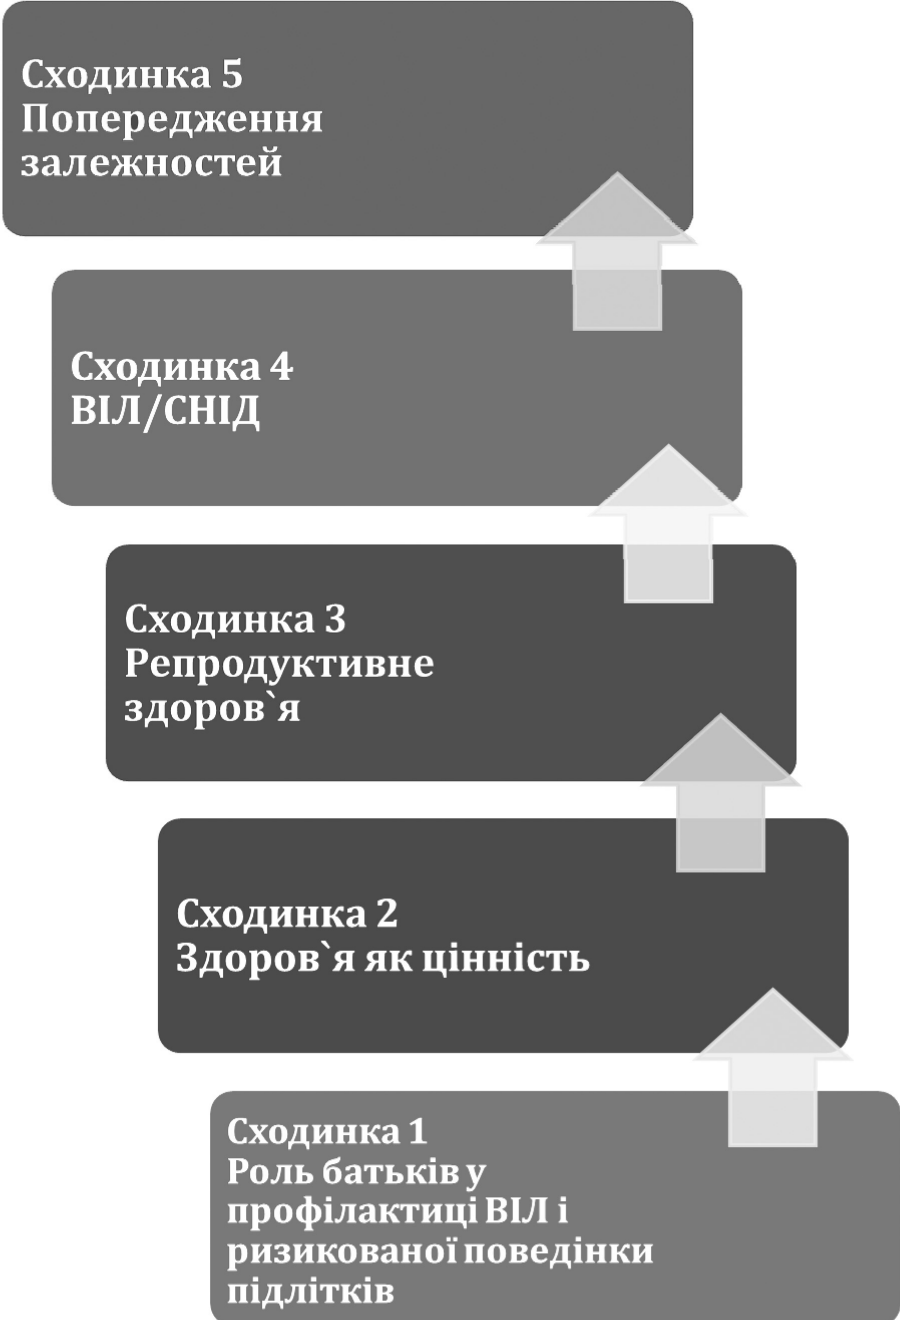 Сходинка 5
Попередження
залежностей
Сходинка 4
ВІЛ/СНІД
Сходинка 3
Репродуктивне
здоров`я
Сходинка 2
Здоров`я як цінність
Сходинка 1
Роль батьків у
профілактиці ВІЛ і
ризикованої поведінки
підлітків